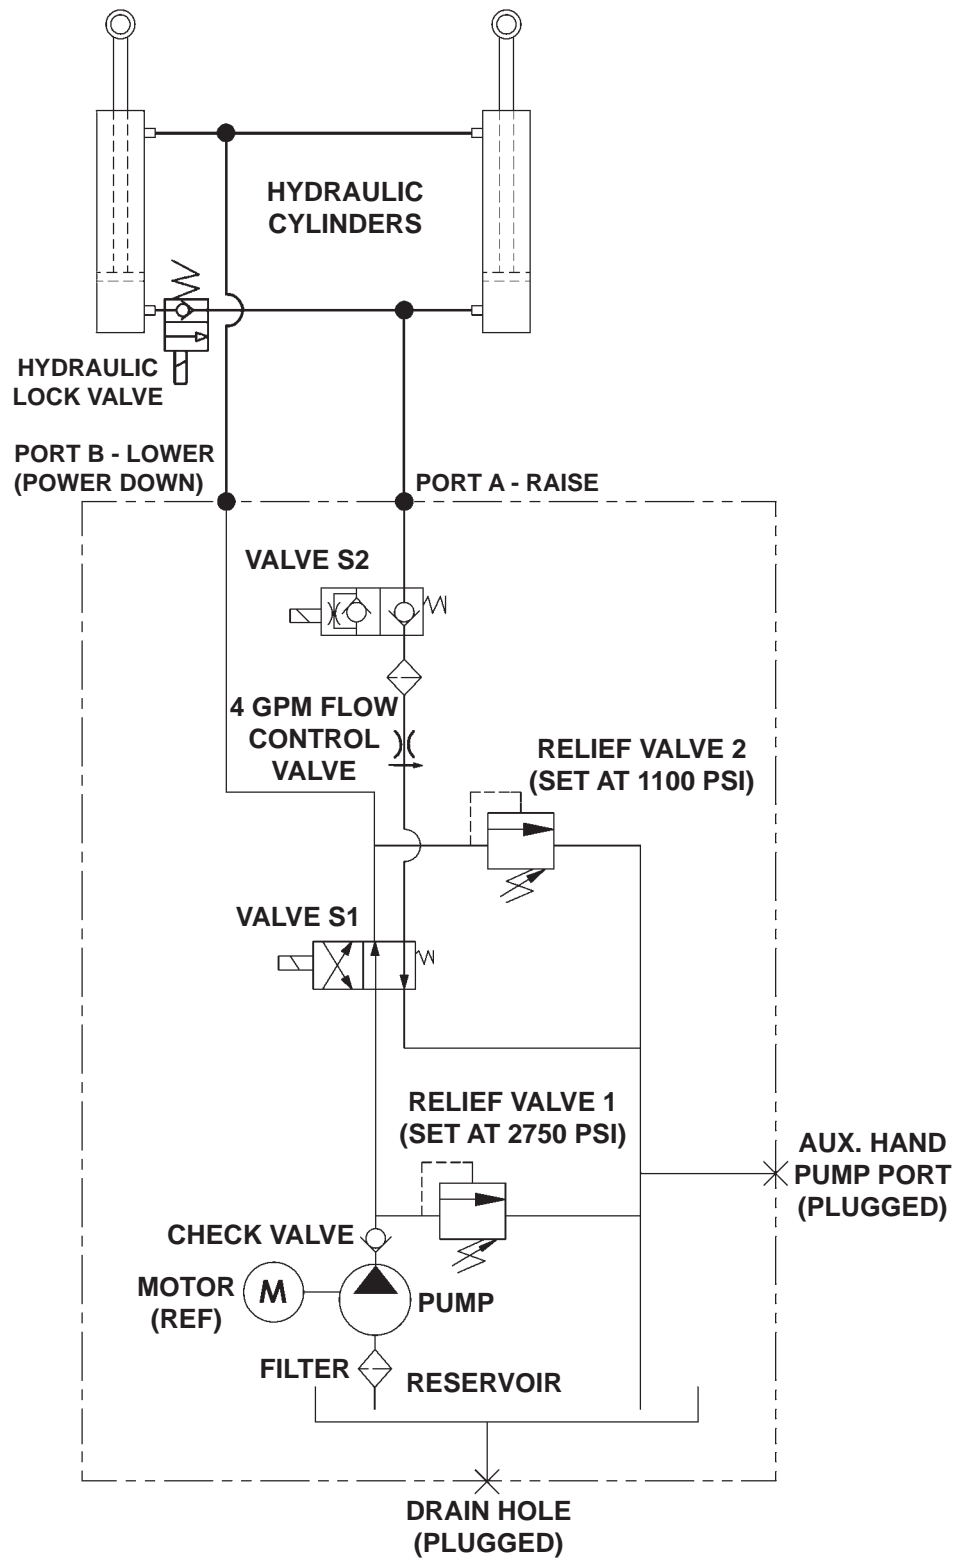 HYDRAULIC
CYLINDERS
HYDRAULIC
LOCK VALVE
PORT B - LOWER
(POWER DOWN)
PORT A - RAISE
VALVE S2
4 GPM FLOW
CONTROL
VALVE
RELIEF VALVE 2
(SET AT 1100 PSI)
VALVE S1
RELIEF VALVE 1
(SET AT 2750 PSI)
AUX. HAND
PUMP PORT
(PLUGGED)
CHECK VALVE
MOTOR
(REF)
M
PUMP
FILTER
RESERVOIR
DRAIN HOLE
(PLUGGED)